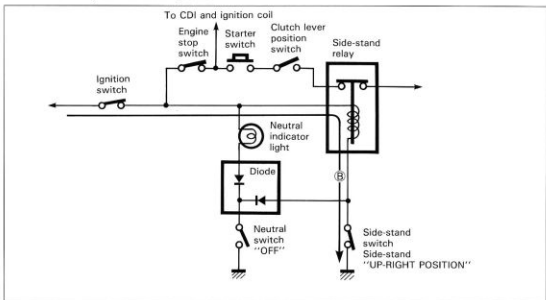 To CDI and ignition coil
Engine
stop
switch
Starter
switch
Clutch lever
position
switch
Side-stand
relay
Ignition
switch
Neutral
indicator
light
B
Diode
Neutral
switch
"OFF"
Side-stand
switch
Side-stand
"UP-RIGHT POSITION"